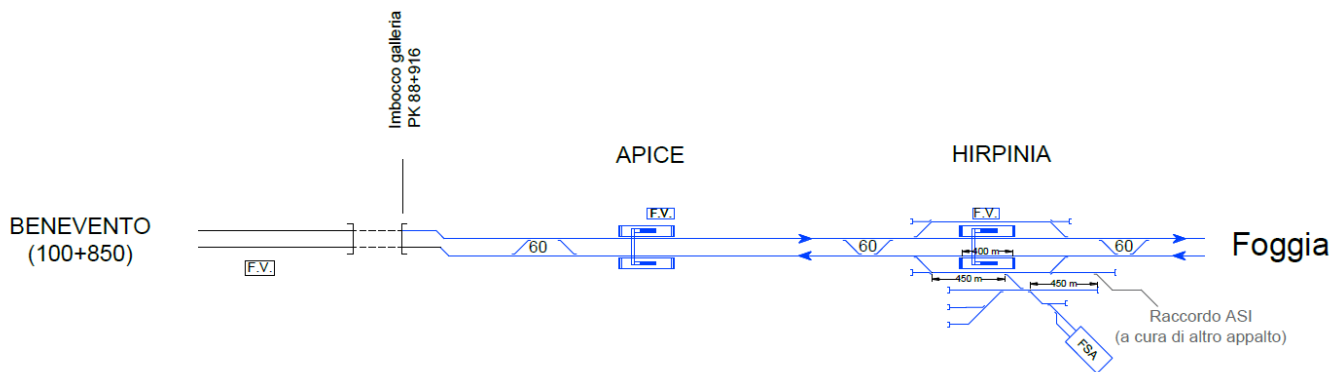 Imbocco galleria
PK 88+916
APICE
HIRPINIA
BENEVENTO
(100+850)
F.V.
60
F.V.
60
F.V.
400 m
60
Foggia
450 m
450 m
Raccordo ASI
(a cura di altro appalto)
FSA